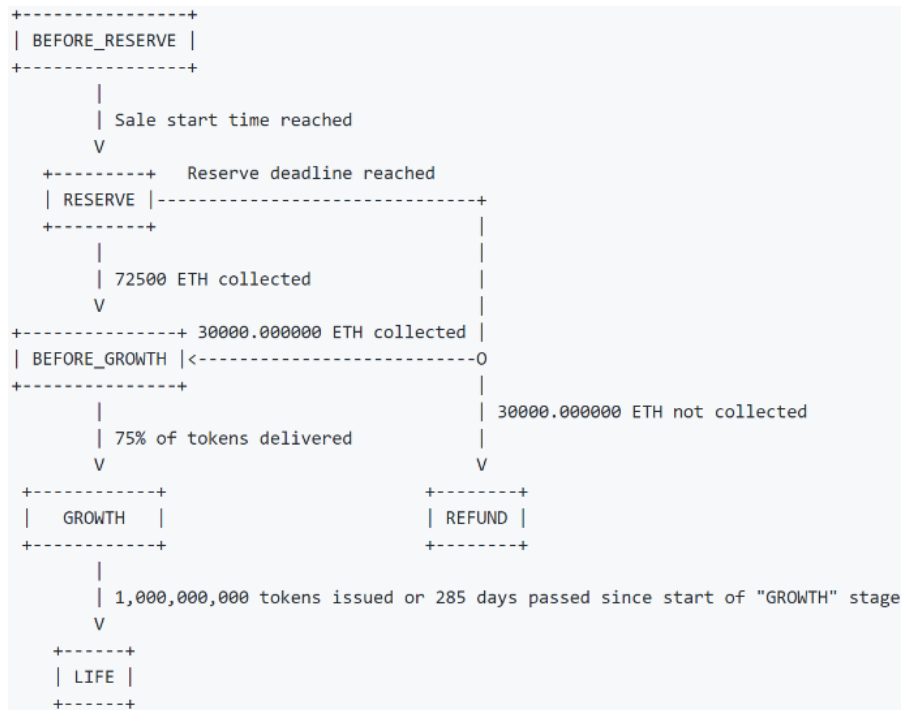 +----------------+
| BEFORE_RESERVE |
+----------------+
        |
        | Sale start time reached
        V
   +---------+   Reserve deadline reached
   | RESERVE |-------------------------------+
   +---------+                               |
        |                                    |
        | 72500 ETH collected                |
        V                                    |
+---------------+ 30000.000000 ETH collected |
| BEFORE_GROWTH |<---------------------------O
+---------------+                            |
        |                                    | 30000.000000 ETH not collected
        | 75% of tokens delivered            |
        V                                    V
 +------------+                         +--------+
 |   GROWTH   |                         | REFUND |
 +------------+                         +--------+
        |
        | 1,000,000,000 tokens issued or 285 days passed since start of "GROWTH" stage
        V
    +------+
    | LIFE |
    +------+